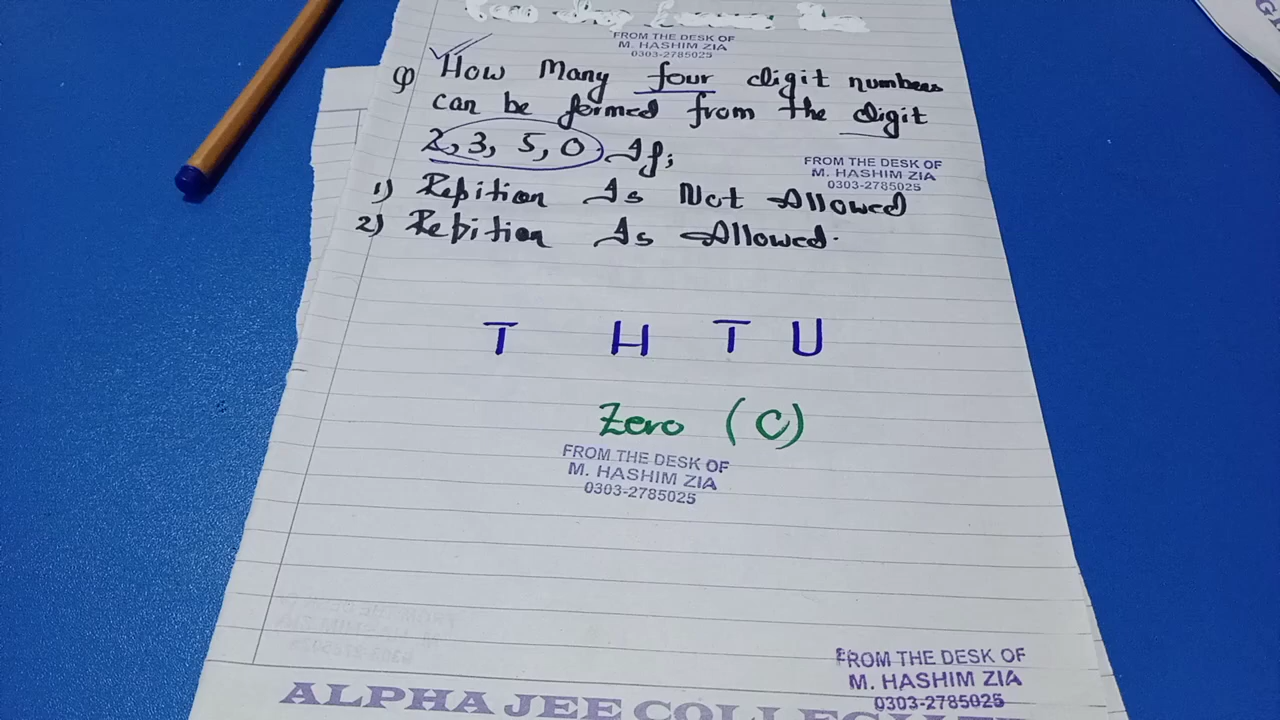 FROM THE DESK OF
M. HASHIM ZIA
0303-2785025
Q How Many four digit numbers
can be formed from the digit
2, 3, 5, 0. If;
FROM THE DESK OF
M. HASHIM ZIA
0303-2785025
1) Repition Is Not Allowed
2) Repition Is Allowed.
T H T U
Zero (C)
FROM THE DESK OF
M. HASHIM ZIA
0303-2785025
FROM THE DESK OF
M. HASHIM ZIA
0303-2785025
ALPHA JEE